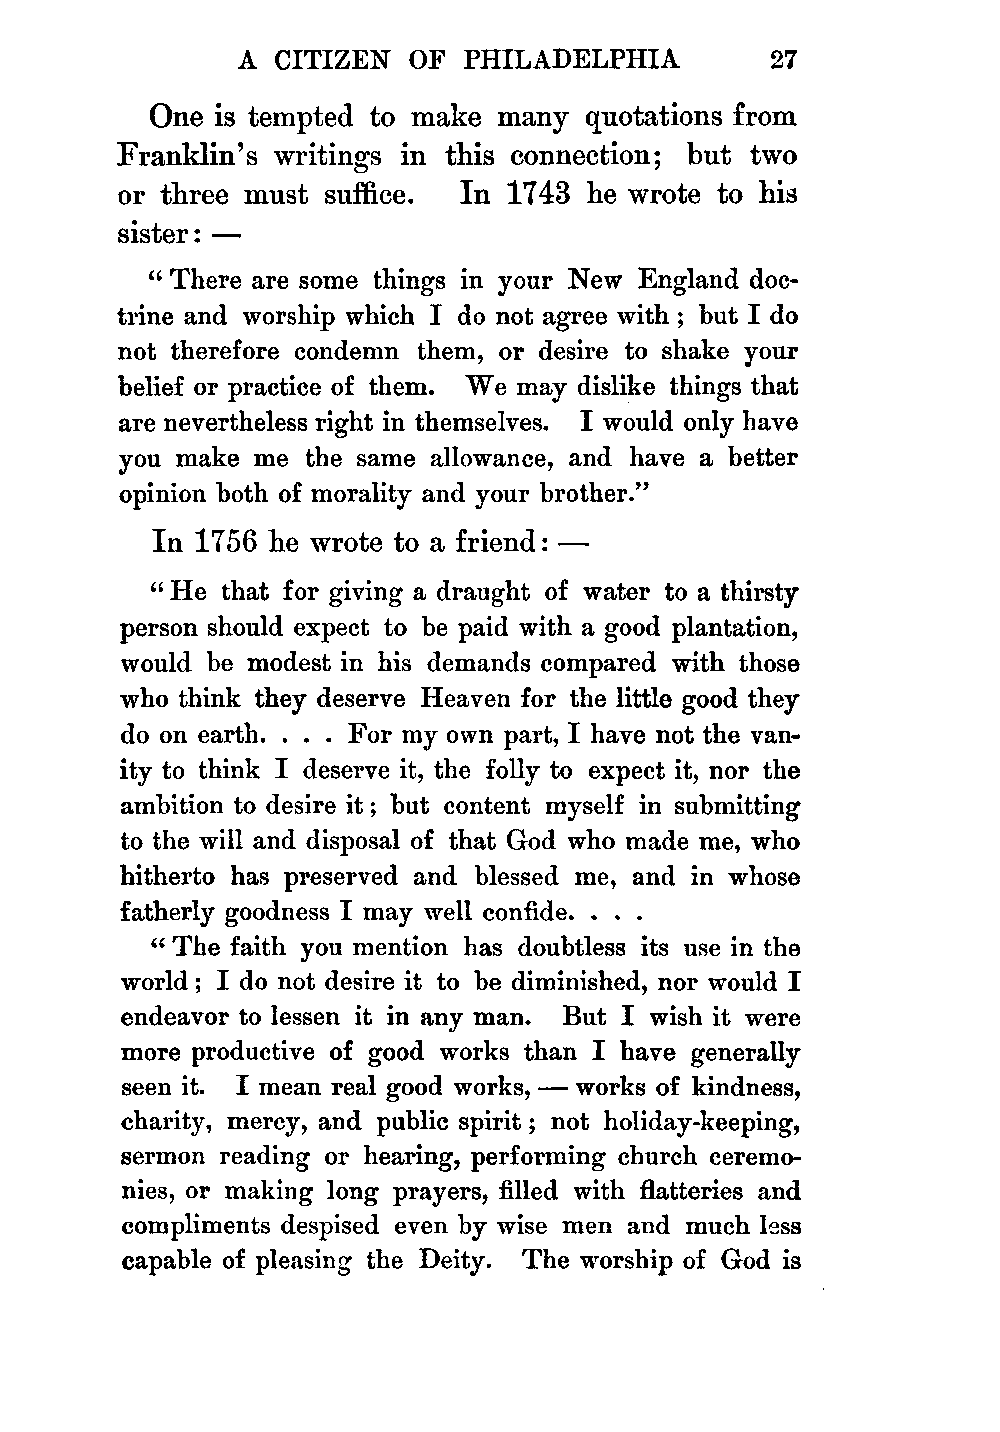 A CITIZEN OF PHILADELPHIA 27
One is tempted to make many quotations from
Franklin's writings in this connection; but two
or three must suffice. In 1743 he wrote to his
sister: —
"There are some things in your New England doc-
trine and worship which I do not agree with; but I do
not therefore condemn them, or desire to shake your
belief or practice of them. We may dislike things that
are nevertheless right in themselves. I would only have
you make me the same allowance, and have a better
opinion both of morality and your brother."
In 1756 he wrote to a friend: —
"He that for giving a draught of water to a thirsty
person should expect to be paid with a good plantation,
would be modest in his demands compared with those
who think they deserve Heaven for the little good they
do on earth. . . . For my own part, I have not the van-
ity to think I deserve it, the folly to expect it, nor the
ambition to desire it; but content myself in submitting
to the will and disposal of that God who made me, who
hitherto has preserved and blessed me, and in whose
fatherly goodness I may well confide. . . .
"The faith you mention has doubtless its use in the
world; I do not desire it to be diminished, nor would I
endeavor to lessen it in any man. But I wish it were
more productive of good works than I have generally
seen it. I mean real good works, — works of kindness,
charity, mercy, and public spirit; not holiday-keeping,
sermon reading or hearing, performing church ceremo-
nies, or making long prayers, filled with flatteries and
compliments despised even by wise men and much less
capable of pleasing the Deity. The worship of God is